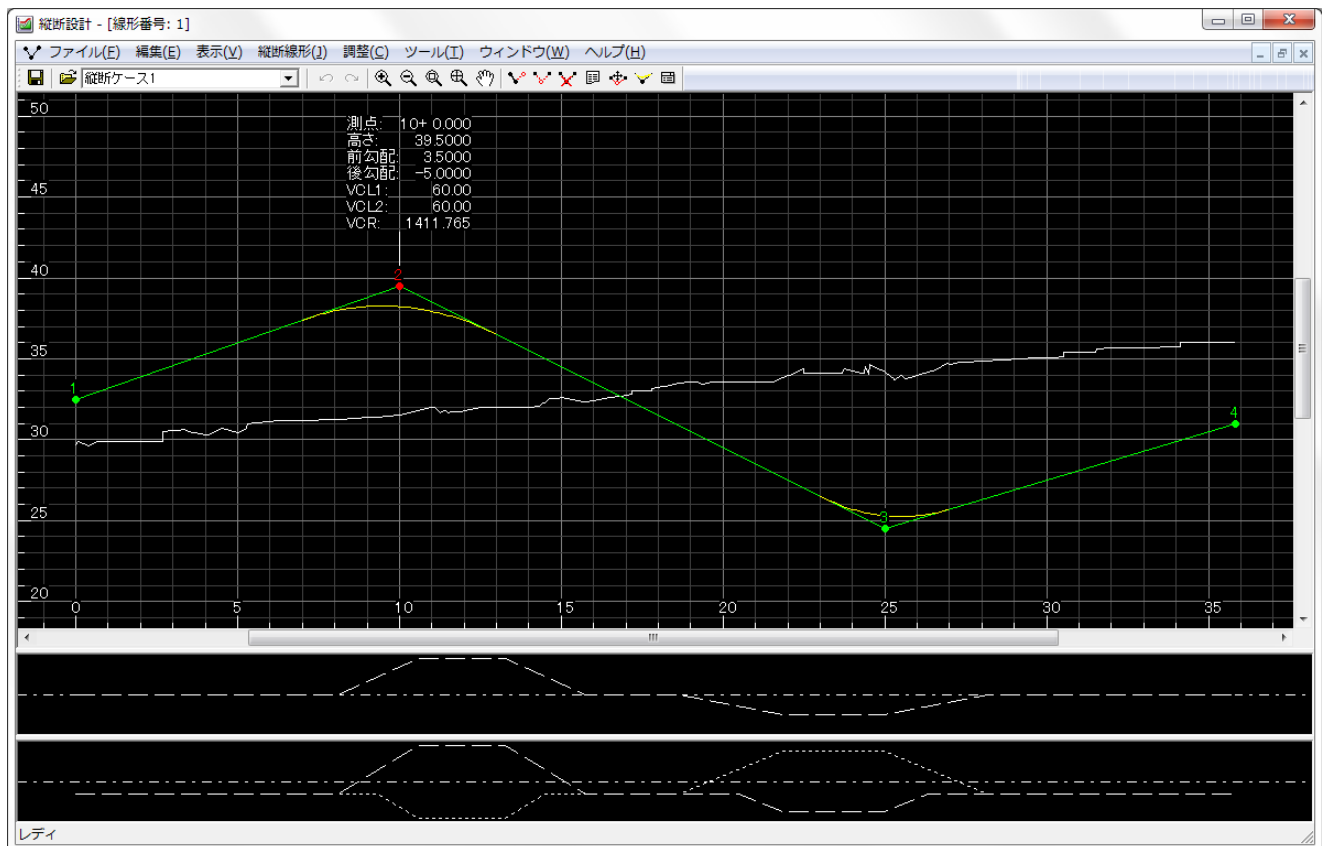 縦断設計 - [線形番号: 1]
ファイル(F) 編集(E) 表示(V) 縦断線形(J) 調整(C) ツール(T) ウィンドウ(W) ヘルプ(H)
縦断ケース1
50
測点: 10+ 0.000
高さ: 39.5000
前勾配: 3.5000
後勾配: -5.0000
VCL1: 60.00
VCL2: 60.00
VCR: 1411.765
45
40
2
35
1
4
30
25
3
20
0 5 10 15 20 25 30 35
レディ